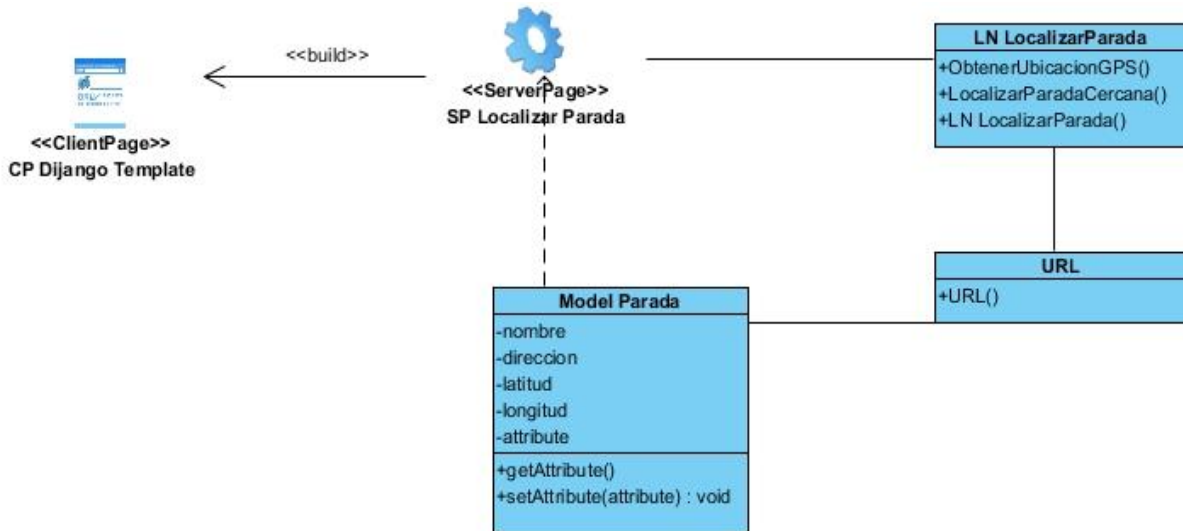 <<build>>
<<ClientPage>>
CP Dijango Template
<<ServerPage>>
SP Localizar Parada
LN LocalizarParada
+ObtenerUbicacionGPS()
+LocalizarParadaCercana()
+LN LocalizarParada()
URL
+URL()
Model Parada
-nombre
-direccion
-latitud
-longitud
-attribute
+getAttribute()
+setAttribute(attribute) : void